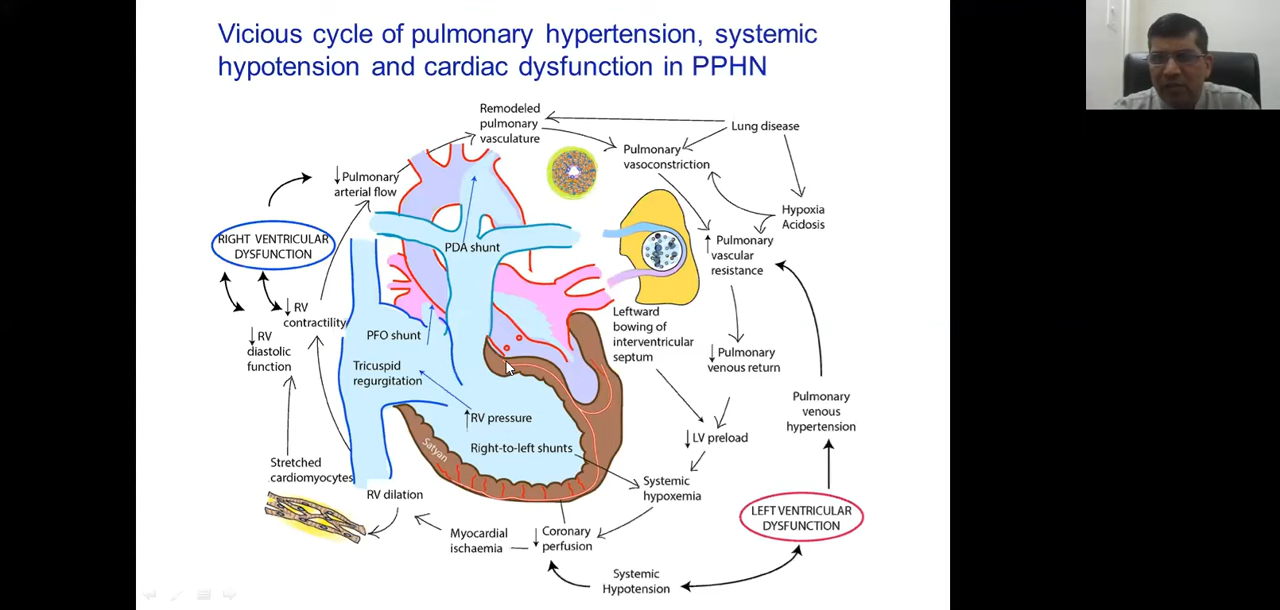 Vicious cycle of pulmonary hypertension, systemic
hypotension and cardiac dysfunction in PPHN
Remodeled
pulmonary
vasculature
Lung disease
Pulmonary
vasoconstriction
↓ Pulmonary
arterial flow
Hypoxia
Acidosis
RIGHT VENTRICULAR
DYSFUNCTION
PDA shunt
↑ Pulmonary
vascular
resistance
↓ RV
contractility
Leftward
bowing of
interventricular
septum
↓ RV
diastolic
function
PFO shunt
Tricuspid
regurgitation
↓ Pulmonary
venous return
Pulmonary
venous
hypertension
↑ RV pressure
↓ LV preload
Right-to-left shunts
Satyan
Stretched
cardiomyocytes
RV dilation
Systemic
hypoxemia
LEFT VENTRICULAR
DYSFUNCTION
Myocardial
ischaemia
↓ Coronary
perfusion
Systemic
Hypotension